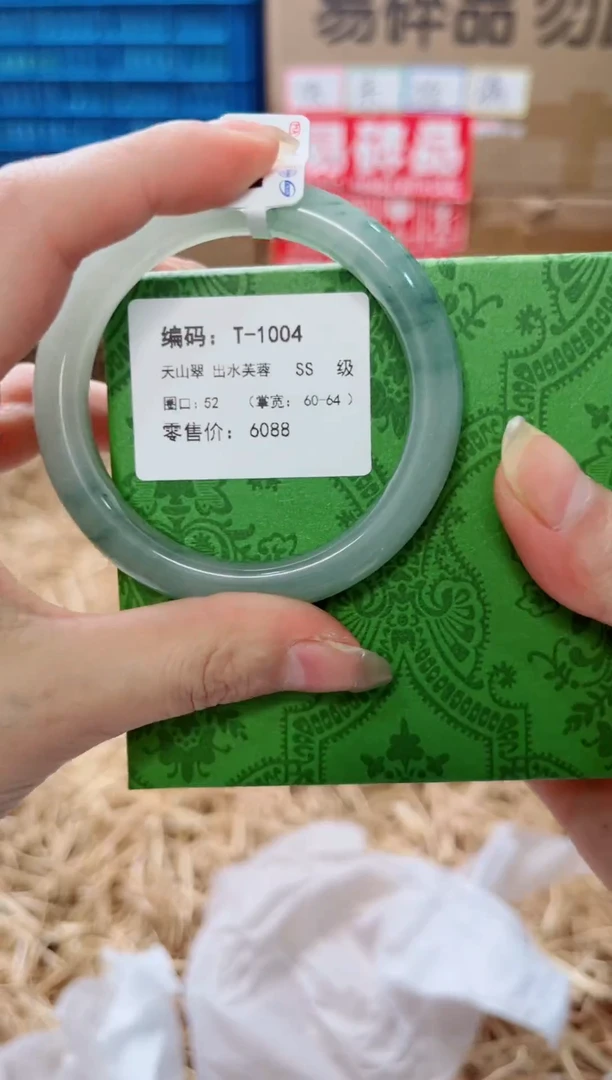 易碎品 勿
易碎品
编码：T-1004
天山翠 出水芙蓉 SS 级
圈口：52 （掌宽：60-64 ）
零售价：6088